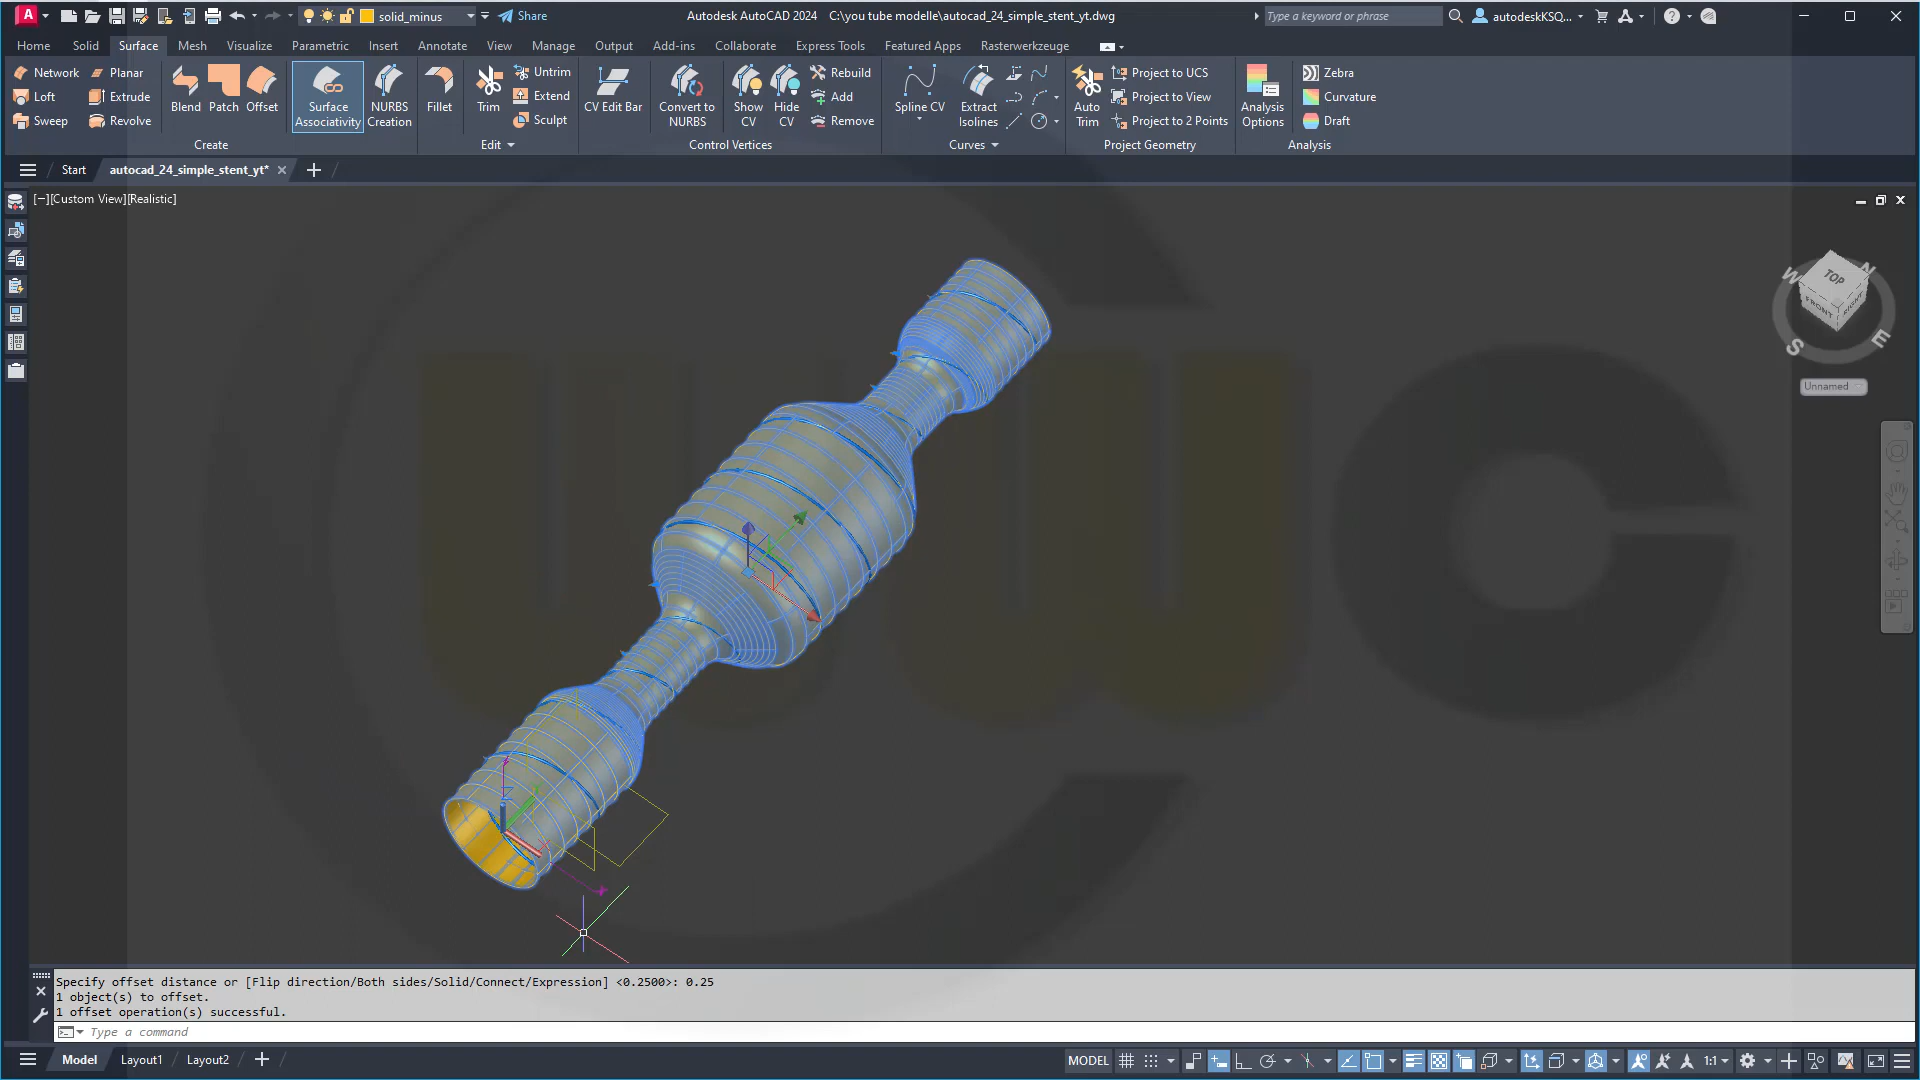 solid_minus
Share
Autodesk AutoCAD 2024 C:\you tube modelle\autocad_24_simple_stent_yt.dwg
Type a keyword or phrase
autodeskKSQ...
Home Solid Surface Mesh Visualize Parametric Insert Annotate View Manage Output Add-ins Collaborate Express Tools Featured Apps Rasterwerkzeuge
Network
Loft
Sweep
Planar
Extrude
Revolve
Create
Blend
Patch
Offset
Surface
Associativity
NURBS
Creation
Fillet
Trim
Untrim
Extend
Sculpt
Edit
CV Edit Bar
Convert to
NURBS
Show
CV
Hide
CV
Rebuild
Add
Remove
Control Vertices
Spline CV
Extract
Isolines
Curves
Auto
Trim
Project to UCS
Project to View
Project to 2 Points
Project Geometry
Analysis
Options
Zebra
Curvature
Draft
Analysis
Start
autocad_24_simple_stent_yt*
[−][Custom View][Realistic]
W
N
TOP
FRONT
RIGHT
S
E
Unnamed
Z
Y
X
Specify offset distance or [Flip direction/Both sides/Solid/Connect/Expression] <0.2500>: 0.25
1 object(s) to offset.
1 offset operation(s) successful.
Type a command
Model Layout1 Layout2
MODEL
1:1